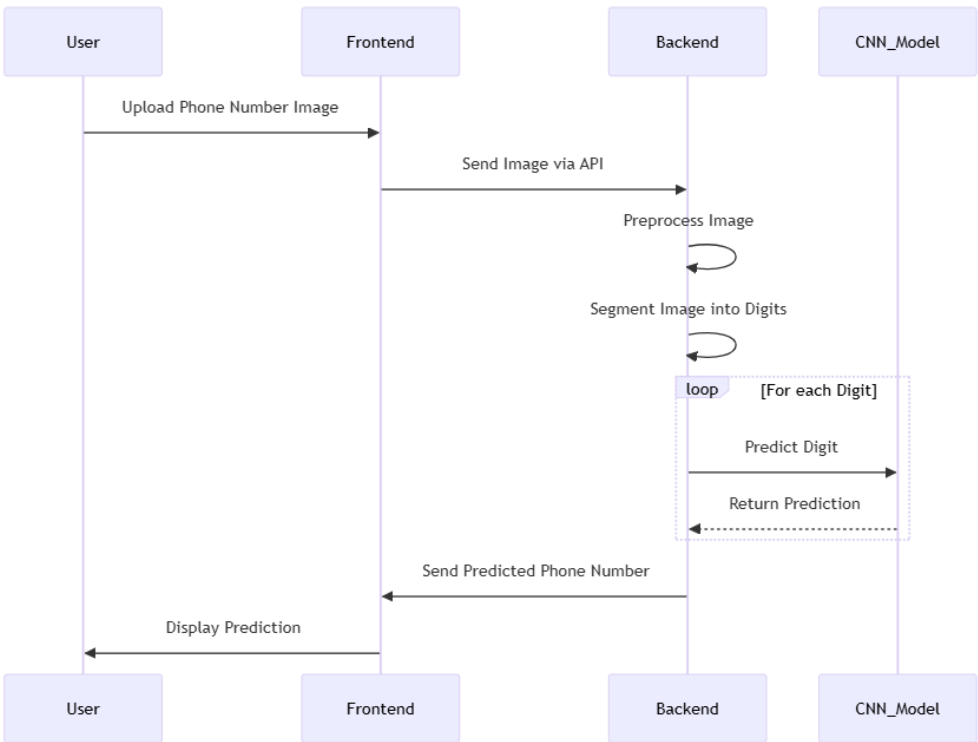 User Frontend Backend CNN_Model
Upload Phone Number Image
Send Image via API
Preprocess Image
Segment Image into Digits
loop [For each Digit]
Predict Digit
Return Prediction
Send Predicted Phone Number
Display Prediction
User Frontend Backend CNN_Model